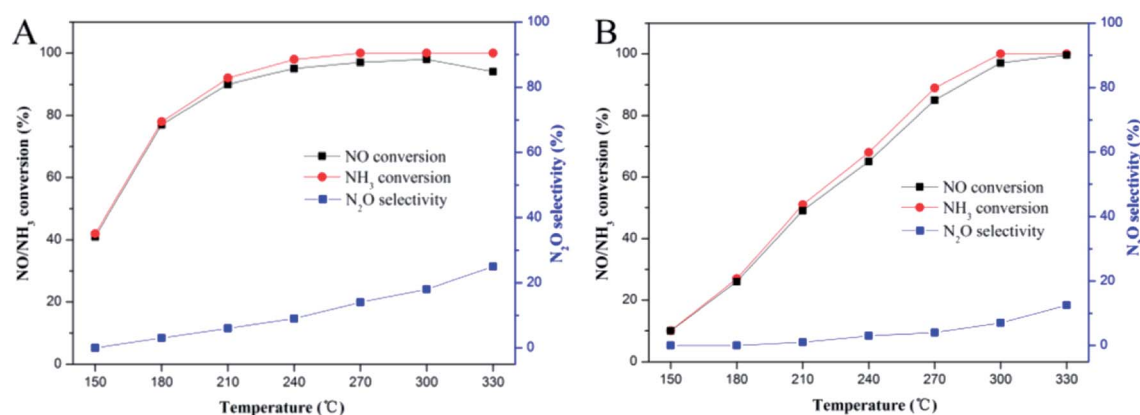 A
NO/NH3 conversion (%)
100
80
60
40
20
0
150 180 210 240 270 300 330
Temperature (℃)
NO conversion
NH3 conversion
N2O selectivity
100
80
60
40
20
0
N2O selectivity (%)
B
NO/NH3 conversion (%)
100
80
60
40
20
0
150 180 210 240 270 300 330
Temperature (℃)
NO conversion
NH3 conversion
N2O selectivity
100
80
60
40
20
0
N2O selectivity (%)